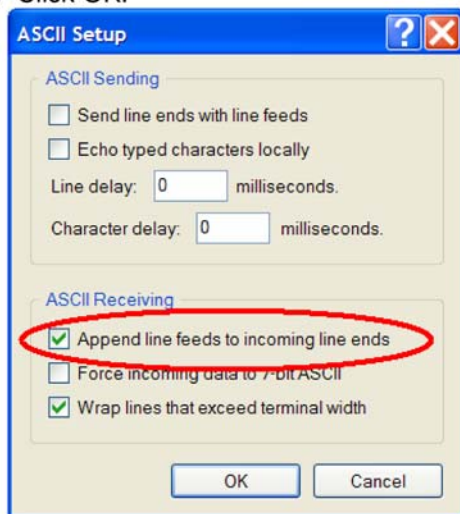 Click OK.
ASCII Setup
ASCII Sending
Send line ends with line feeds
Echo typed characters locally
Line delay: 0 milliseconds.
Character delay: 0 milliseconds.
ASCII Receiving
Append line feeds to incoming line ends
Force incoming data to 7-bit ASCII
Wrap lines that exceed terminal width
OK Cancel